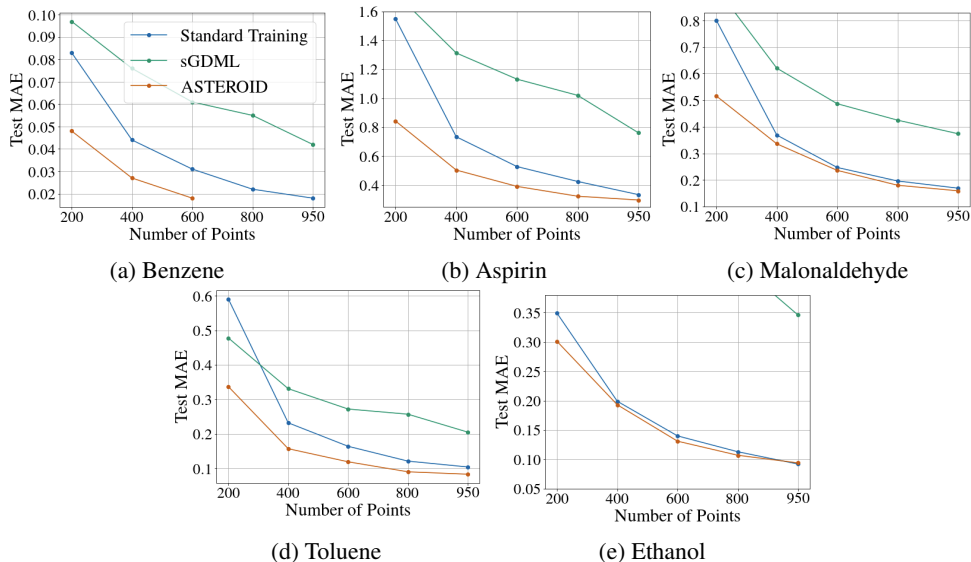 0.10
0.09
0.08
0.07
0.06
0.05
0.04
0.03
0.02
Test MAE
Standard Training
sGDML
ASTEROID
200 400 600 800 950
Number of Points
(a) Benzene
1.6
1.4
1.2
1.0
0.8
0.6
0.4
Test MAE
200 400 600 800 950
Number of Points
(b) Aspirin
0.8
0.7
0.6
0.5
0.4
0.3
0.2
0.1
Test MAE
200 400 600 800 950
Number of Points
(c) Malonaldehyde
0.6
0.5
0.4
0.3
0.2
0.1
Test MAE
200 400 600 800 950
Number of Points
(d) Toluene
0.35
0.30
0.25
0.20
0.15
0.10
0.05
Test MAE
200 400 600 800 950
Number of Points
(e) Ethanol